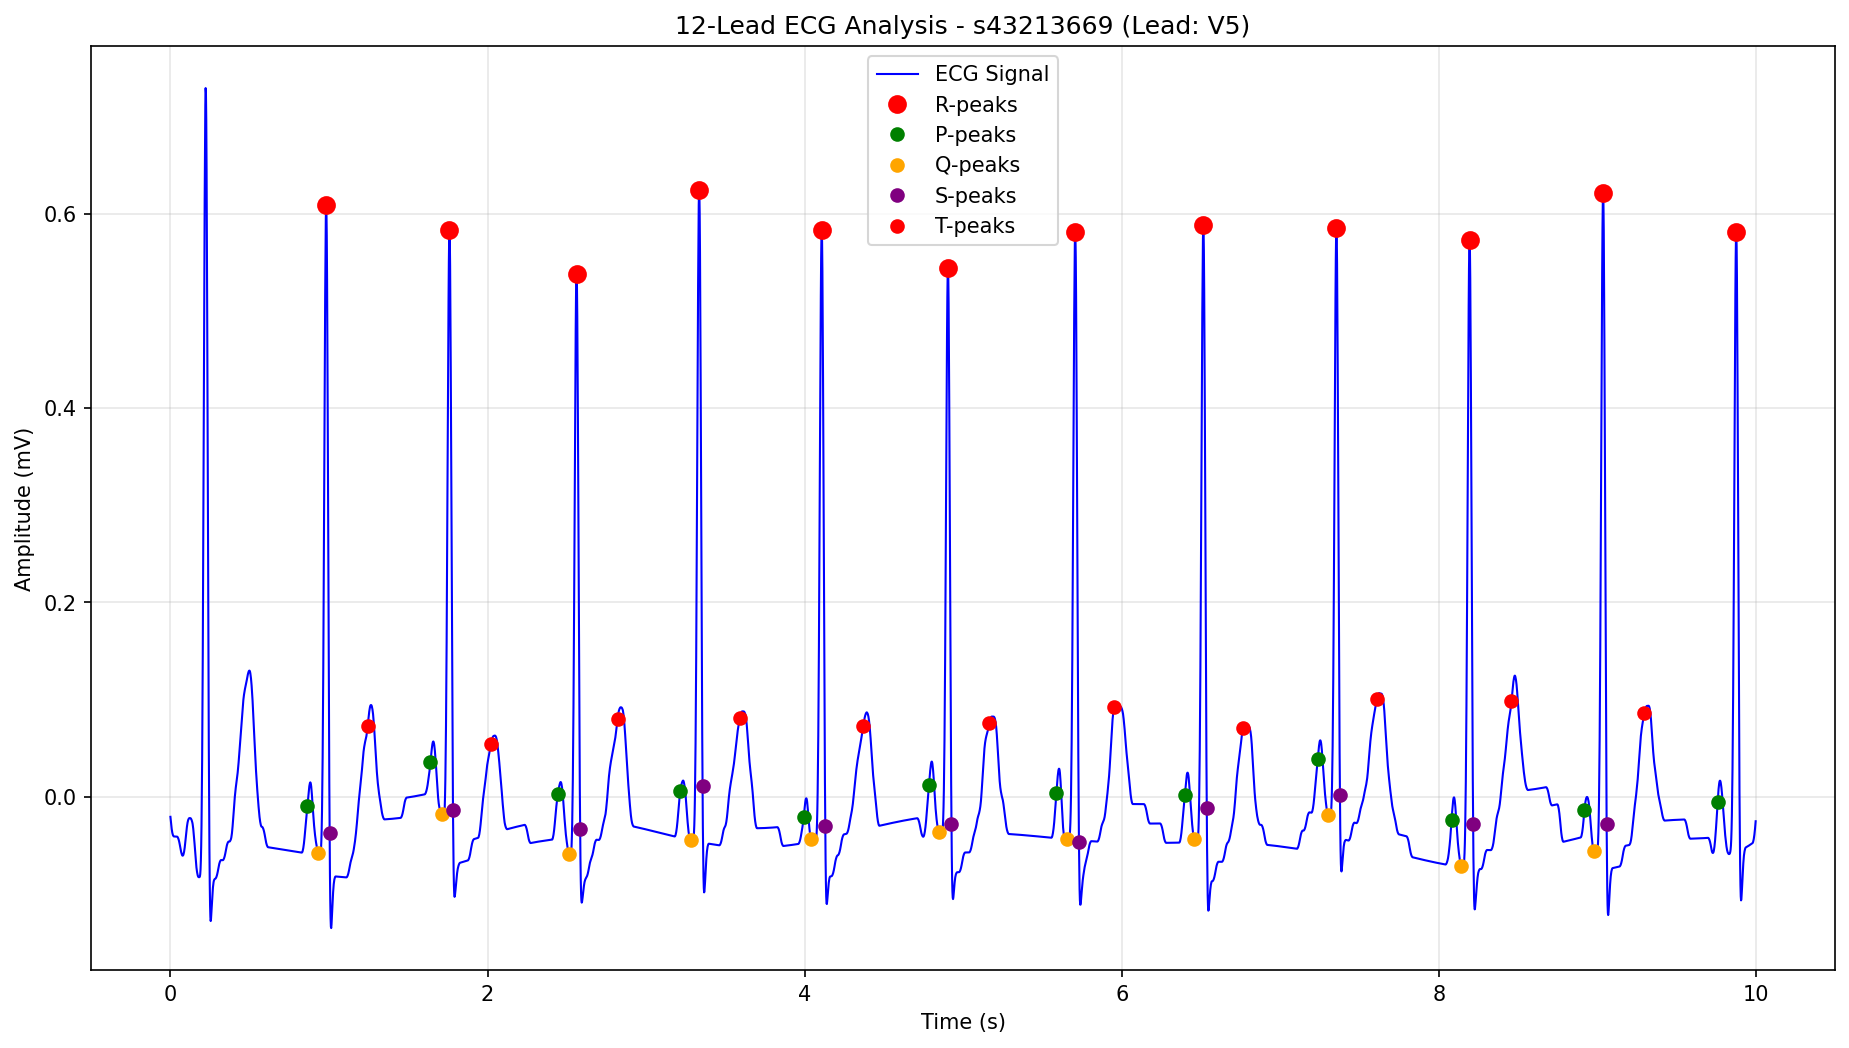 12-Lead ECG Analysis - s43213669 (Lead: V5)
ECG Signal
R-peaks
P-peaks
Q-peaks
S-peaks
T-peaks
Amplitude (mV)
0.6
0.4
0.2
0.0
0 2 4 6 8 10
Time (s)